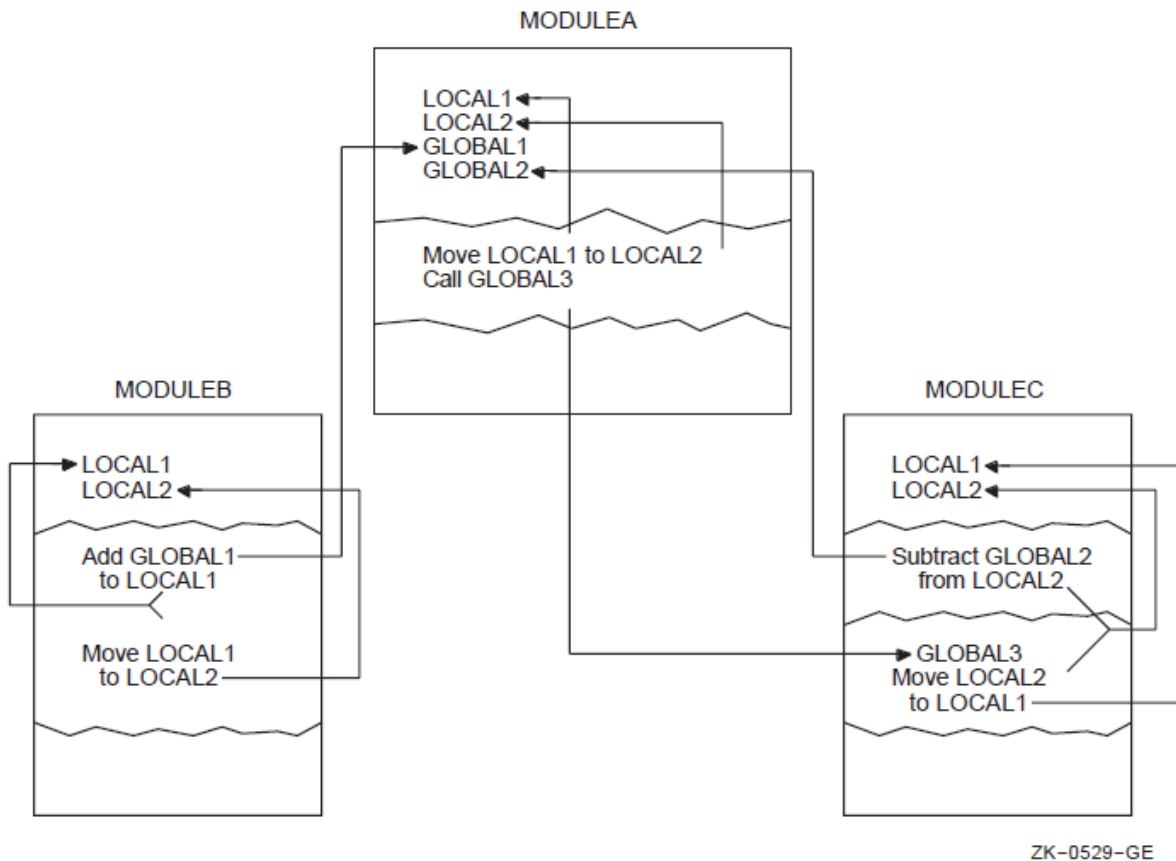 MODULEA
LOCAL1
LOCAL2
GLOBAL1
GLOBAL2
Move LOCAL1 to LOCAL2
Call GLOBAL3
MODULEB
LOCAL1
LOCAL2
Add GLOBAL1
to LOCAL1
Move LOCAL1
to LOCAL2
MODULEC
LOCAL1
LOCAL2
Subtract GLOBAL2
from LOCAL2
GLOBAL3
Move LOCAL2
to LOCAL1
ZK-0529-GE